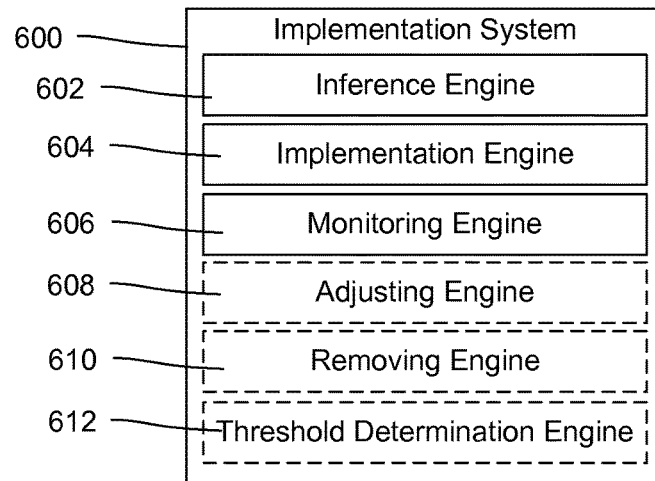 Implementation System
600
602 Inference Engine
604 Implementation Engine
606 Monitoring Engine
608 Adjusting Engine
610 Removing Engine
612 Threshold Determination Engine